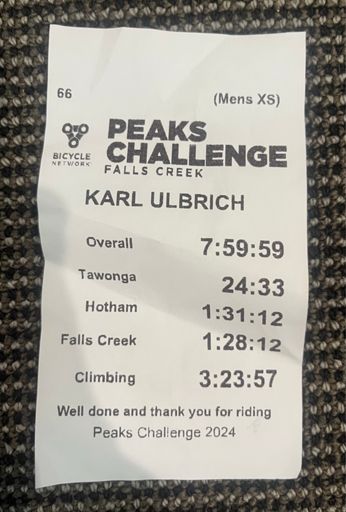 66
(Mens XS)
BICYCLE
NETWORK
PEAKS
CHALLENGE
FALLS CREEK
KARL ULBRICH
Overall 7:59:59
Tawonga 24:33
Hotham 1:31:12
Falls Creek 1:28:12
Climbing 3:23:57
Well done and thank you for riding
Peaks Challenge 2024